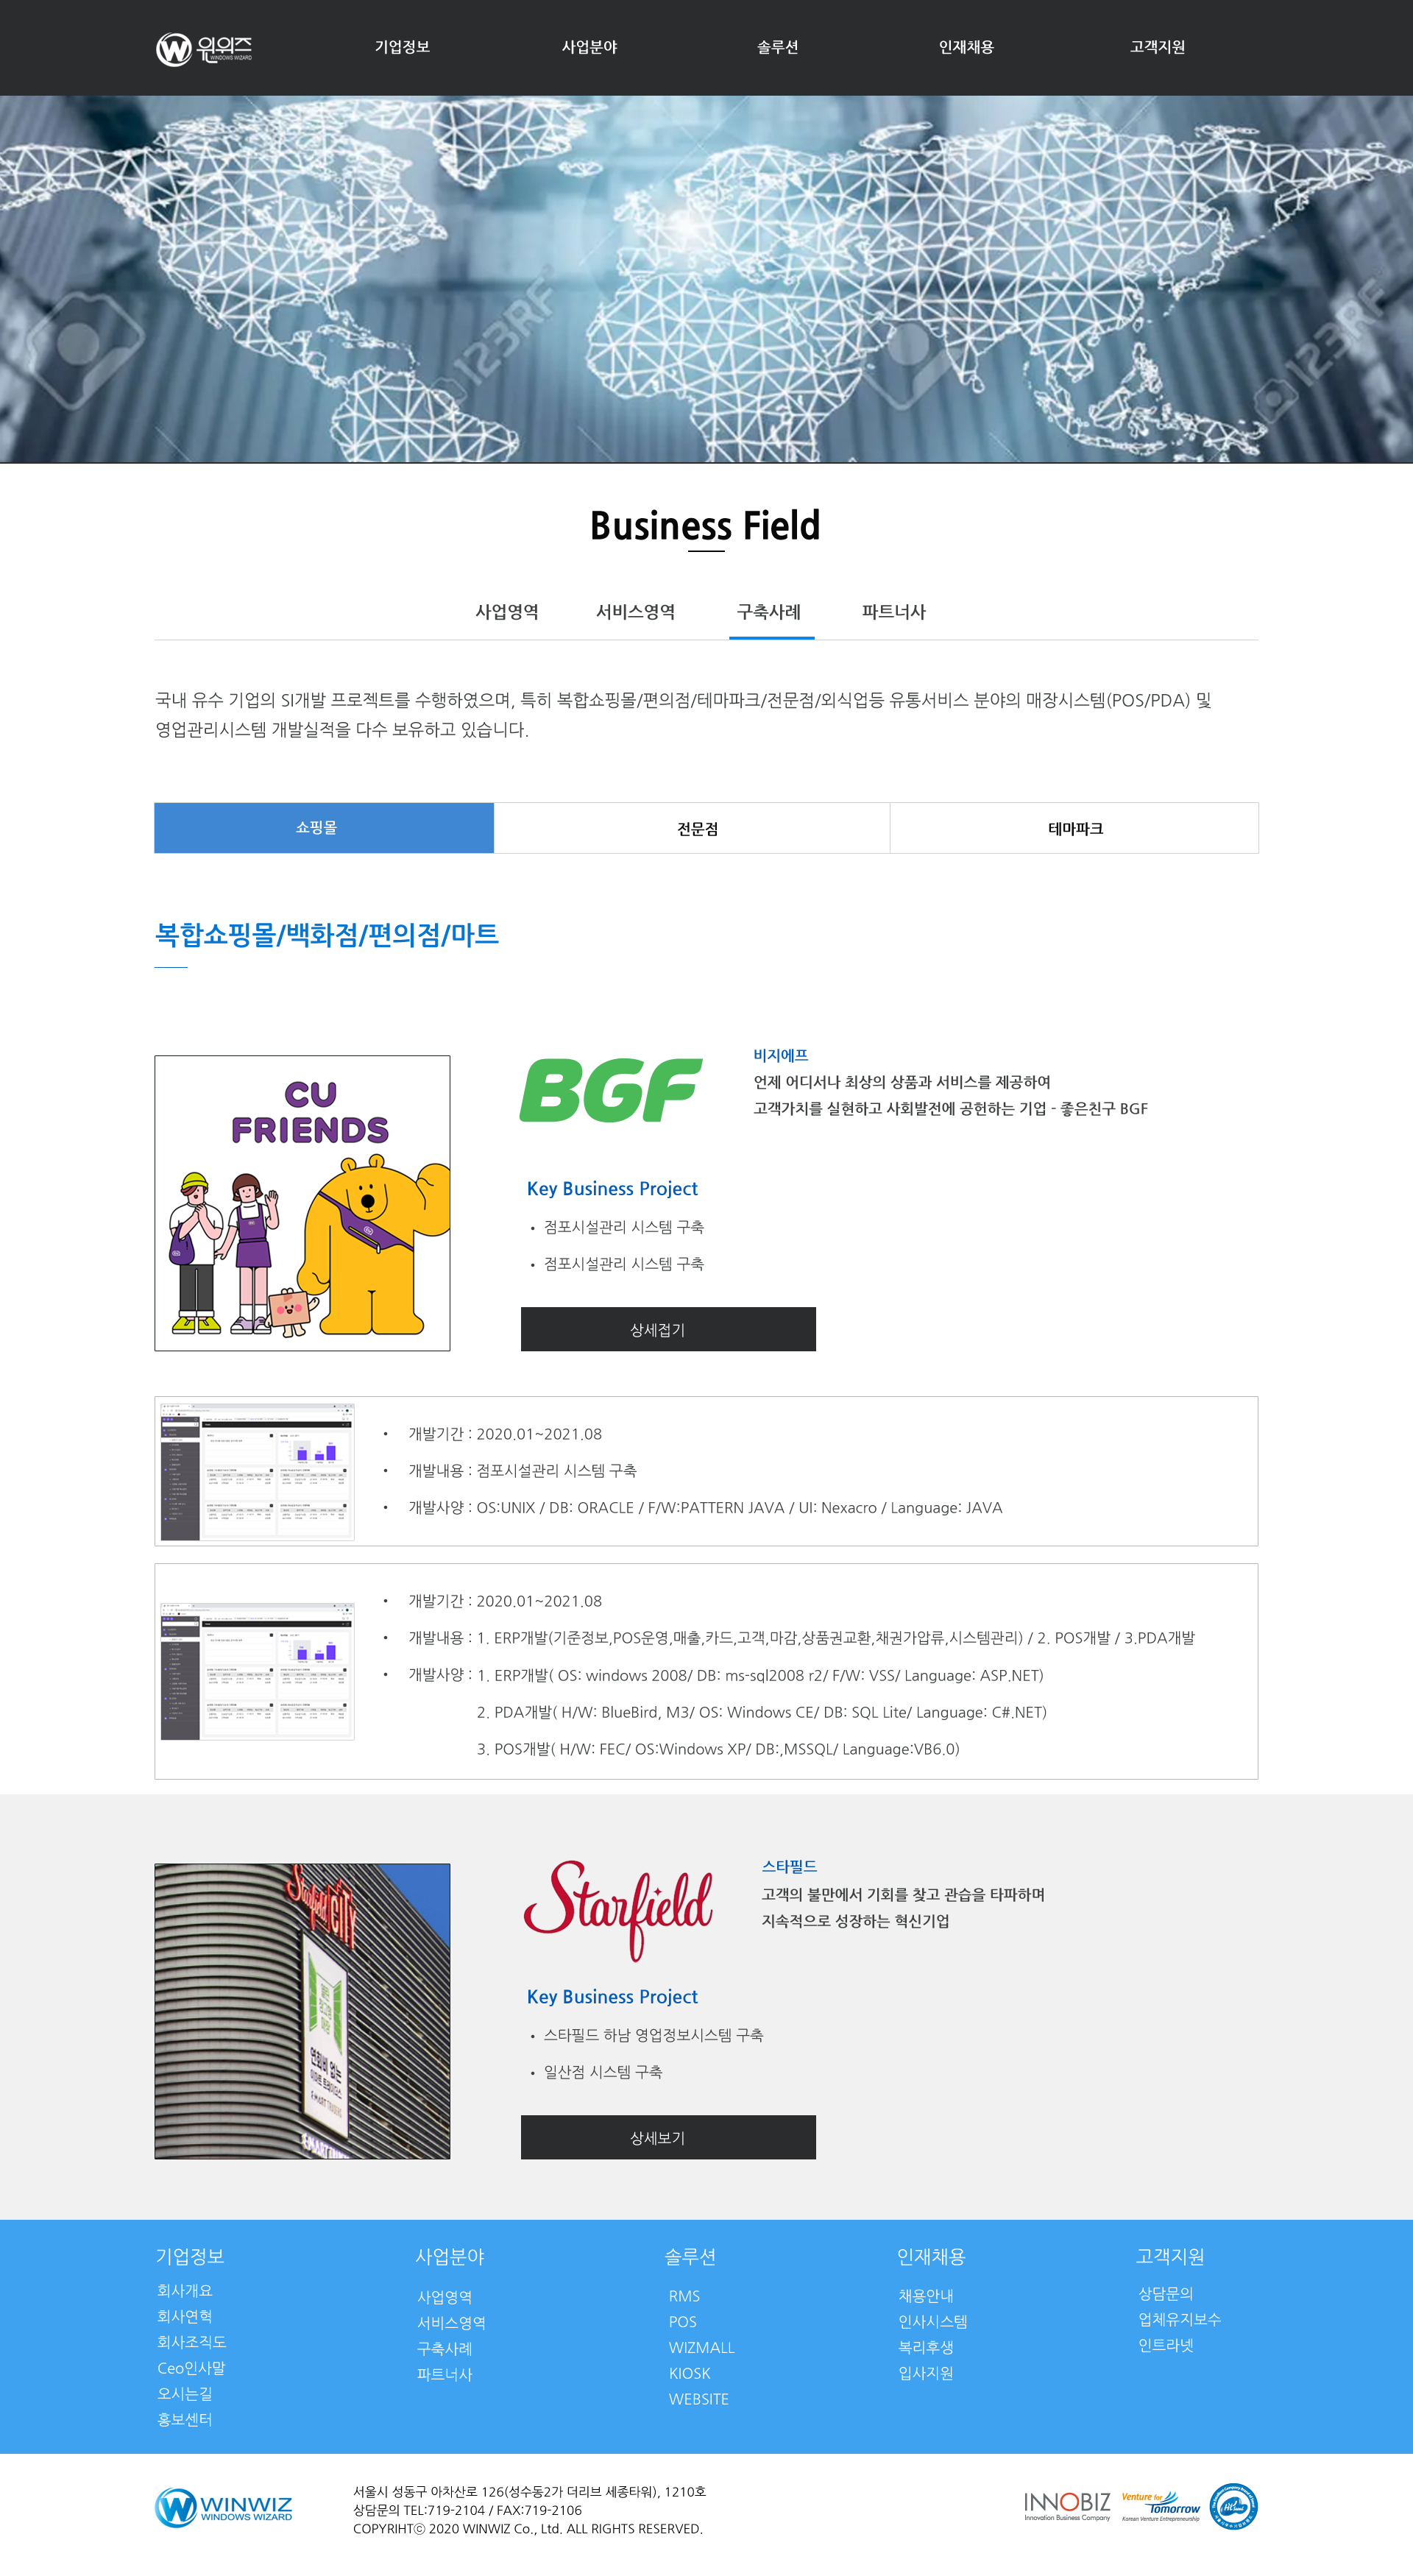 윈위즈
WINDOWS WIZARD
기업정보
사업분야
솔루션
인재채용
고객지원
123RF
123RF
Business Field
사업영역
서비스영역
구축사례
파트너사
국내 유수 기업의 SI개발 프로젝트를 수행하였으며, 특히 복합쇼핑몰/편의점/테마파크/전문점/외식업등 유통서비스 분야의 매장시스템(POS/PDA) 및
영업관리시스템 개발실적을 다수 보유하고 있습니다.
쇼핑몰
전문점
테마파크
복합쇼핑몰/백화점/편의점/마트
CU
FRIENDS
BGF
비지에프
언제 어디서나 최상의 상품과 서비스를 제공하여
고객가치를 실현하고 사회발전에 공헌하는 기업 - 좋은친구 BGF
Key Business Project
• 점포시설관리 시스템 구축
• 점포시설관리 시스템 구축
상세접기
• 개발기간 : 2020.01~2021.08
• 개발내용 : 점포시설관리 시스템 구축
• 개발사양 : OS:UNIX / DB: ORACLE / F/W:PATTERN JAVA / UI: Nexacro / Language: JAVA
• 개발기간 : 2020.01~2021.08
• 개발내용 : 1. ERP개발(기준정보,POS운영,매출,카드,고객,마감,상품권교환,채권가압류,시스템관리) / 2. POS개발 / 3.PDA개발
• 개발사양 : 1. ERP개발( OS: windows 2008/ DB: ms-sql2008 r2/ F/W: VSS/ Language: ASP.NET)
2. PDA개발( H/W: BlueBird, M3/ OS: Windows CE/ DB: SQL Lite/ Language: C#.NET)
3. POS개발( H/W: FEC/ OS:Windows XP/ DB:,MSSQL/ Language:VB6.0)
Starfield CITY
연회비 없는
이마트 트레이더스
E-MART TRADERS
Starfield
스타필드
고객의 불만에서 기회를 찾고 관습을 타파하며
지속적으로 성장하는 혁신기업
Key Business Project
• 스타필드 하남 영업정보시스템 구축
• 일산점 시스템 구축
상세보기
기업정보
회사개요
회사연혁
회사조직도
Ceo인사말
오시는길
홍보센터
사업분야
사업영역
서비스영역
구축사례
파트너사
솔루션
RMS
POS
WIZMALL
KIOSK
WEBSITE
인재채용
채용안내
인사시스템
복리후생
입사지원
고객지원
상담문의
업체유지보수
인트라넷
WINWIZ
WINDOWS WIZARD
서울시 성동구 아차산로 126(성수동2가 더리브 세종타워), 1210호
상담문의 TEL:719-2104 / FAX:719-2106
COPYRIHTⓒ 2020 WINWIZ Co., Ltd. ALL RIGHTS RESERVED.
INNOBIZ
Innovation Business Company
Venture for
Tomorrow
Korean Venture Entrepreneurship